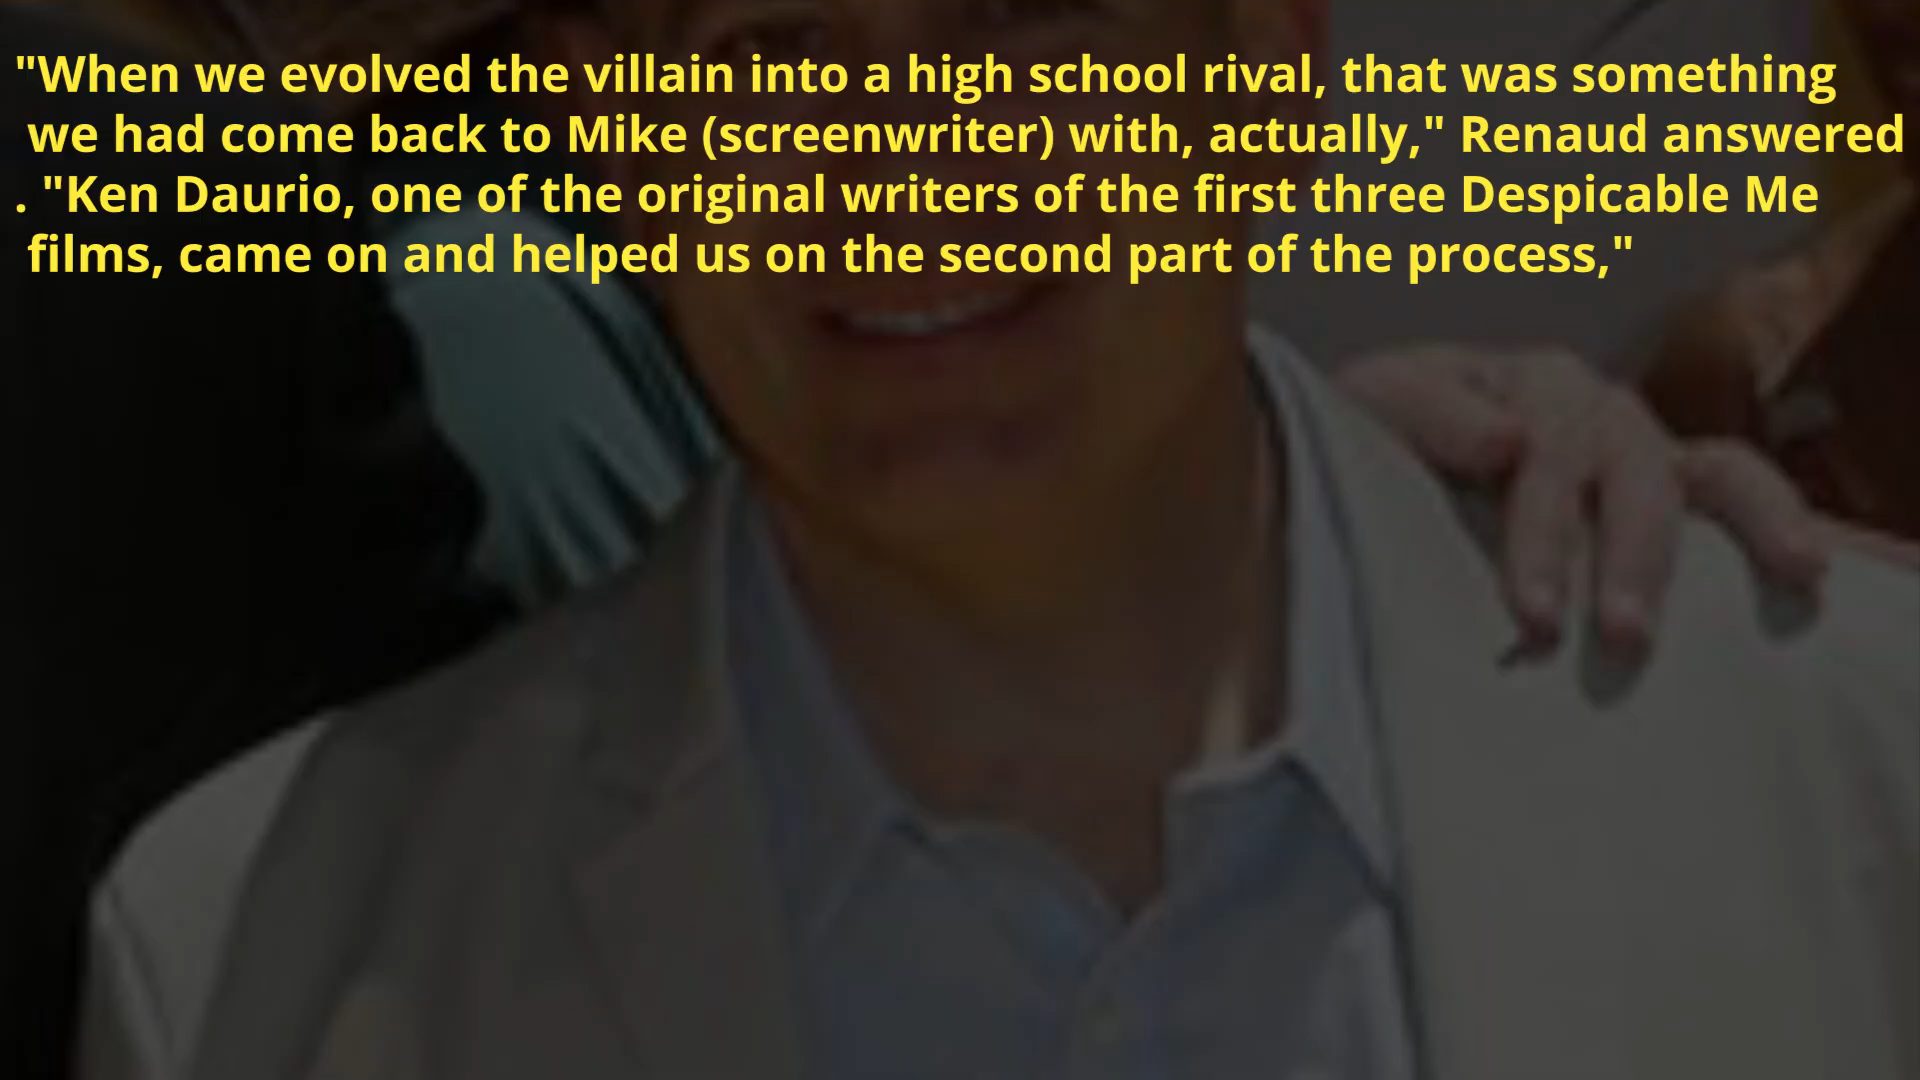 "When we evolved the villain into a high school rival, that was something
we had come back to Mike (screenwriter) with, actually," Renaud answered
. "Ken Daurio, one of the original writers of the first three Despicable Me
films, came on and helped us on the second part of the process,"